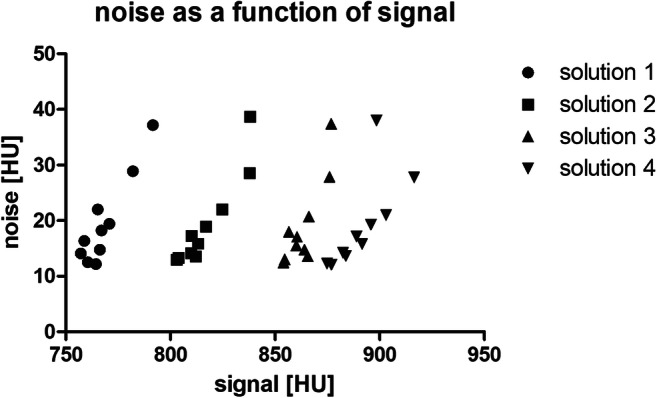 noise as a function of signal
50
40
30
20
10
0
noise [HU]
750
800
850
900
950
signal [HU]
solution 1
solution 2
solution 3
solution 4